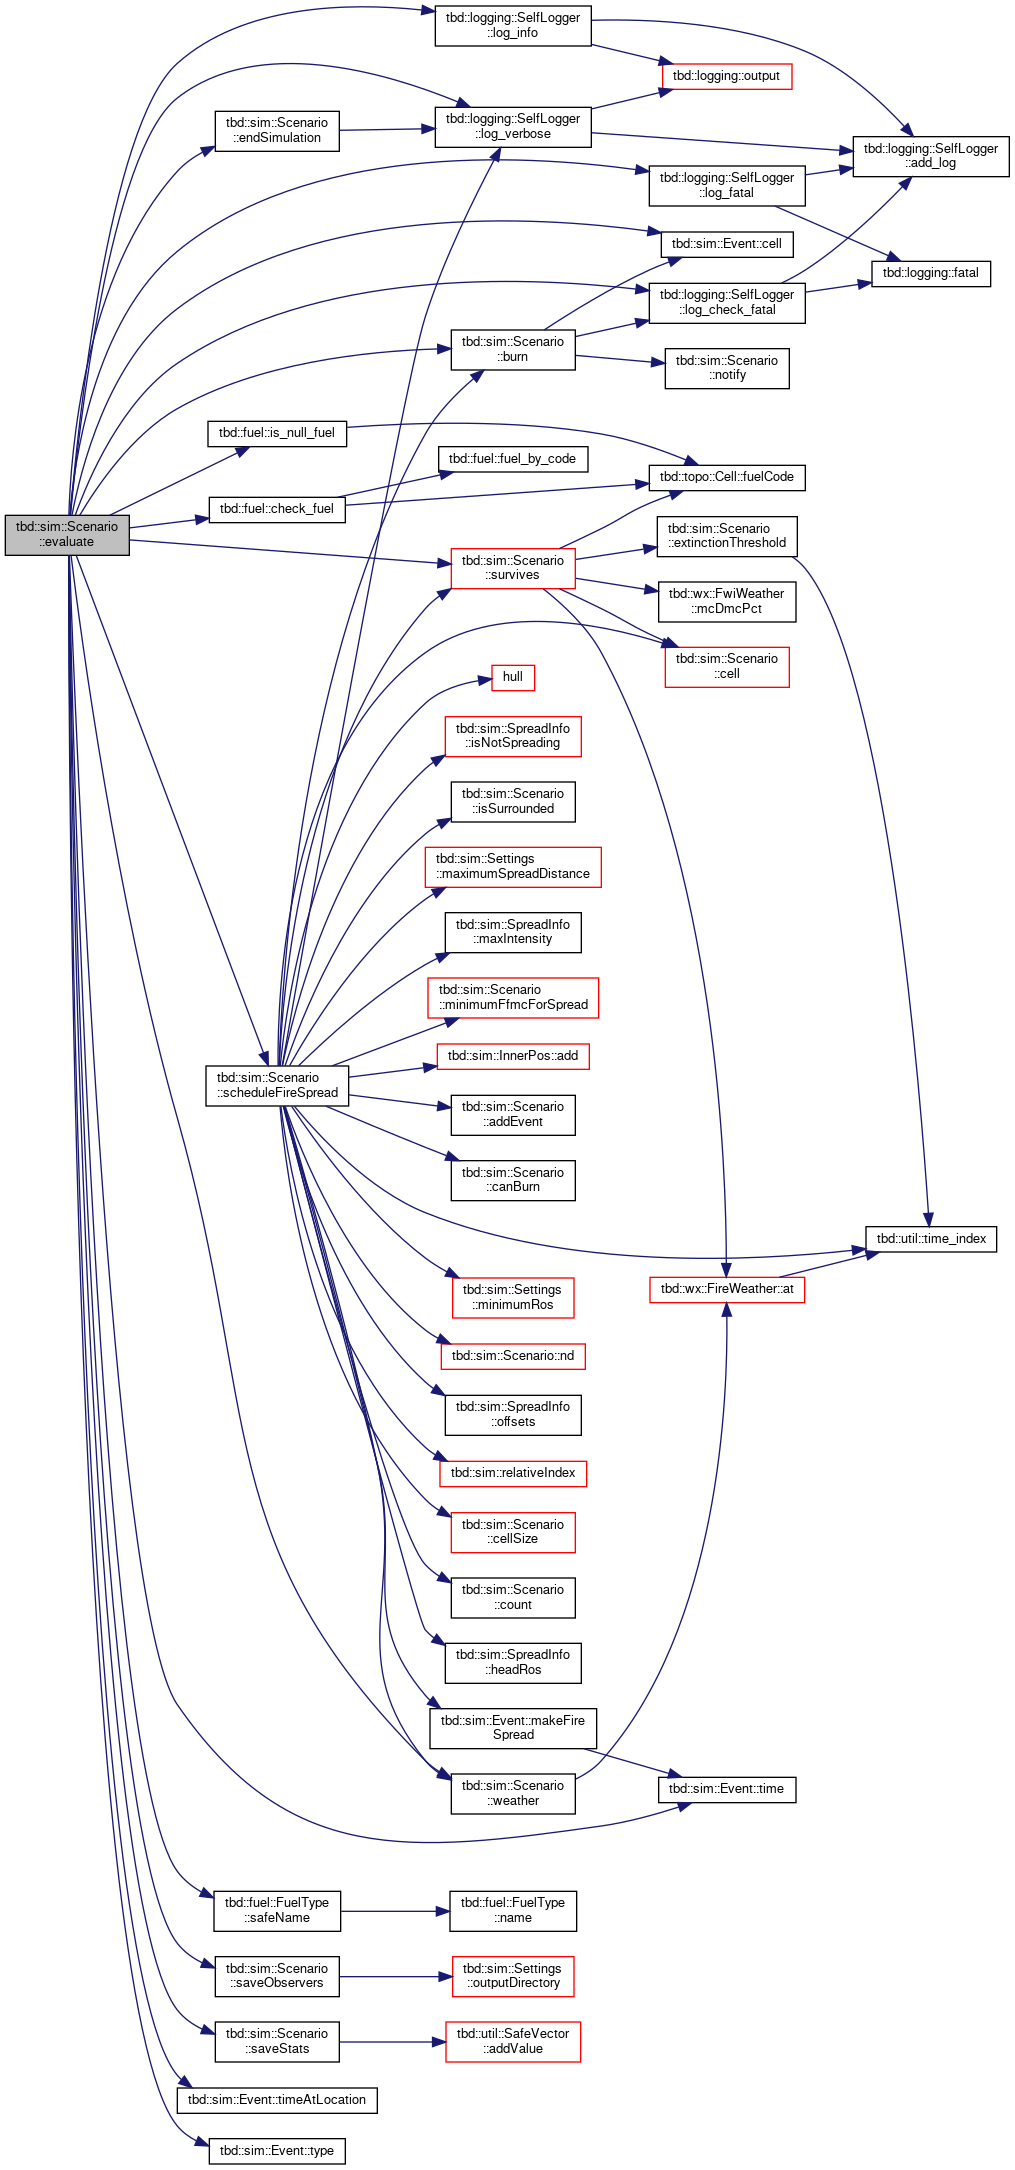 tbd::logging::SelfLogger
::log_info
tbd::logging::output
tbd::sim::Scenario
::endSimulation
tbd::logging::SelfLogger
::log_verbose
tbd::logging::SelfLogger
::add_log
tbd::logging::SelfLogger
::log_fatal
tbd::sim::Event::cell
tbd::logging::fatal
tbd::logging::SelfLogger
::log_check_fatal
tbd::sim::Scenario
::burn
tbd::sim::Scenario
::notify
tbd::fuel::is_null_fuel
tbd::fuel::fuel_by_code
tbd::topo::Cell::fuelCode
tbd::fuel::check_fuel
tbd::sim::Scenario
::evaluate
tbd::sim::Scenario
::extinctionThreshold
tbd::sim::Scenario
::survives
tbd::wx::FwiWeather
::mcDmcPct
tbd::sim::Scenario
::cell
hull
tbd::sim::SpreadInfo
::isNotSpreading
tbd::sim::Scenario
::isSurrounded
tbd::sim::Settings
::maximumSpreadDistance
tbd::sim::SpreadInfo
::maxIntensity
tbd::sim::Scenario
::minimumFfmcForSpread
tbd::sim::InnerPos::add
tbd::sim::Scenario
::scheduleFireSpread
tbd::sim::Scenario
::addEvent
tbd::sim::Scenario
::canBurn
tbd::util::time_index
tbd::sim::Settings
::minimumRos
tbd::wx::FireWeather::at
tbd::sim::Scenario::nd
tbd::sim::SpreadInfo
::offsets
tbd::sim::relativeIndex
tbd::sim::Scenario
::cellSize
tbd::sim::Scenario
::count
tbd::sim::SpreadInfo
::headRos
tbd::sim::Event::makeFire
Spread
tbd::sim::Scenario
::weather
tbd::sim::Event::time
tbd::fuel::FuelType
::safeName
tbd::fuel::FuelType
::name
tbd::sim::Scenario
::saveObservers
tbd::sim::Settings
::outputDirectory
tbd::sim::Scenario
::saveStats
tbd::util::SafeVector
::addValue
tbd::sim::Event::timeAtLocation
tbd::sim::Event::type